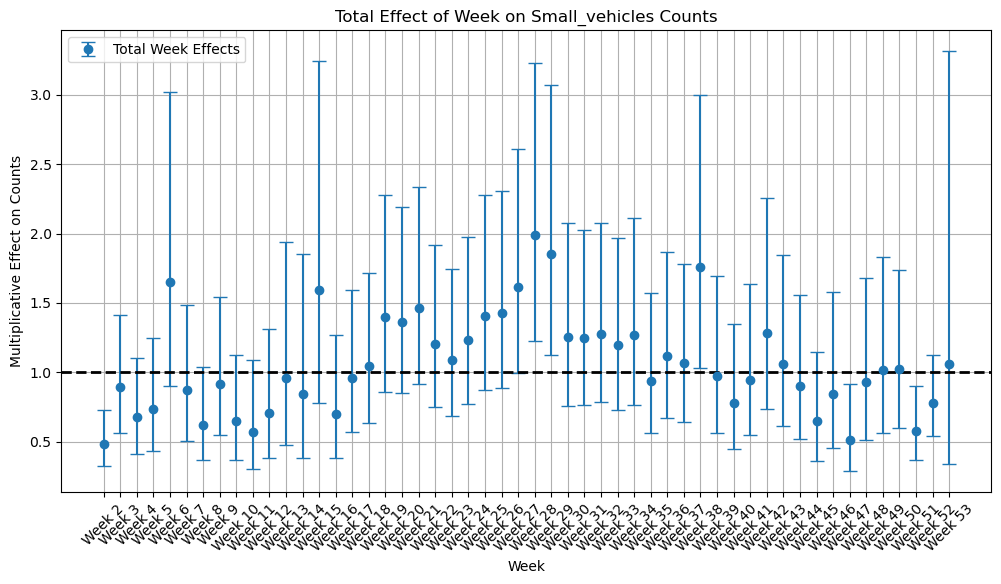 Total Effect of Week on Small_vehicles Counts
Total Week Effects
Multiplicative Effect on Counts
3.0
2.5
2.0
1.5
1.0
0.5
Week 2
Week 3
Week 4
Week 5
Week 6
Week 7
Week 8
Week 9
Week 10
Week 11
Week 12
Week 13
Week 14
Week 15
Week 16
Week 17
Week 18
Week 19
Week 20
Week 21
Week 22
Week 23
Week 24
Week 25
Week 26
Week 27
Week 28
Week 29
Week 30
Week 31
Week 32
Week 33
Week 34
Week 35
Week 36
Week 37
Week 38
Week 39
Week 40
Week 41
Week 42
Week 43
Week 44
Week 45
Week 46
Week 47
Week 48
Week 49
Week 50
Week 51
Week 52
Week 53
Week